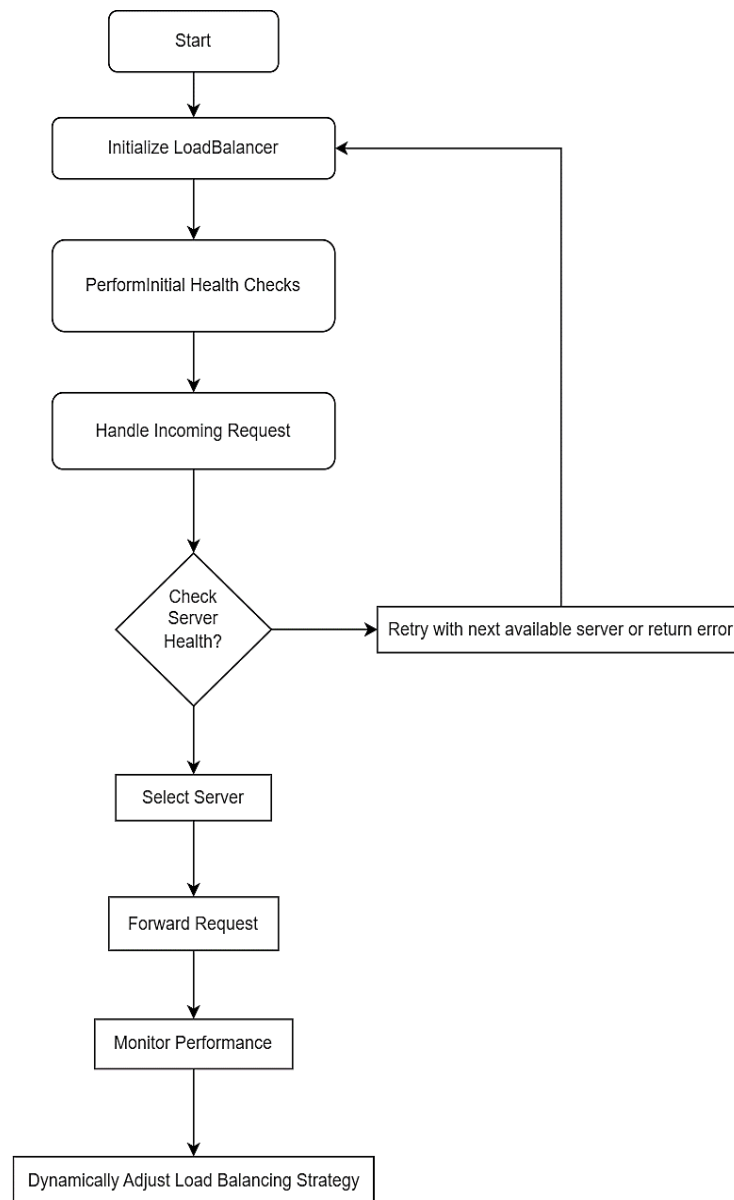 Start
Initialize LoadBalancer
PerformInitial Health Checks
Handle Incoming Request
Check
Server
Health?
Retry with next available server or return error
Select Server
Forward Request
Monitor Performance
Dynamically Adjust Load Balancing Strategy